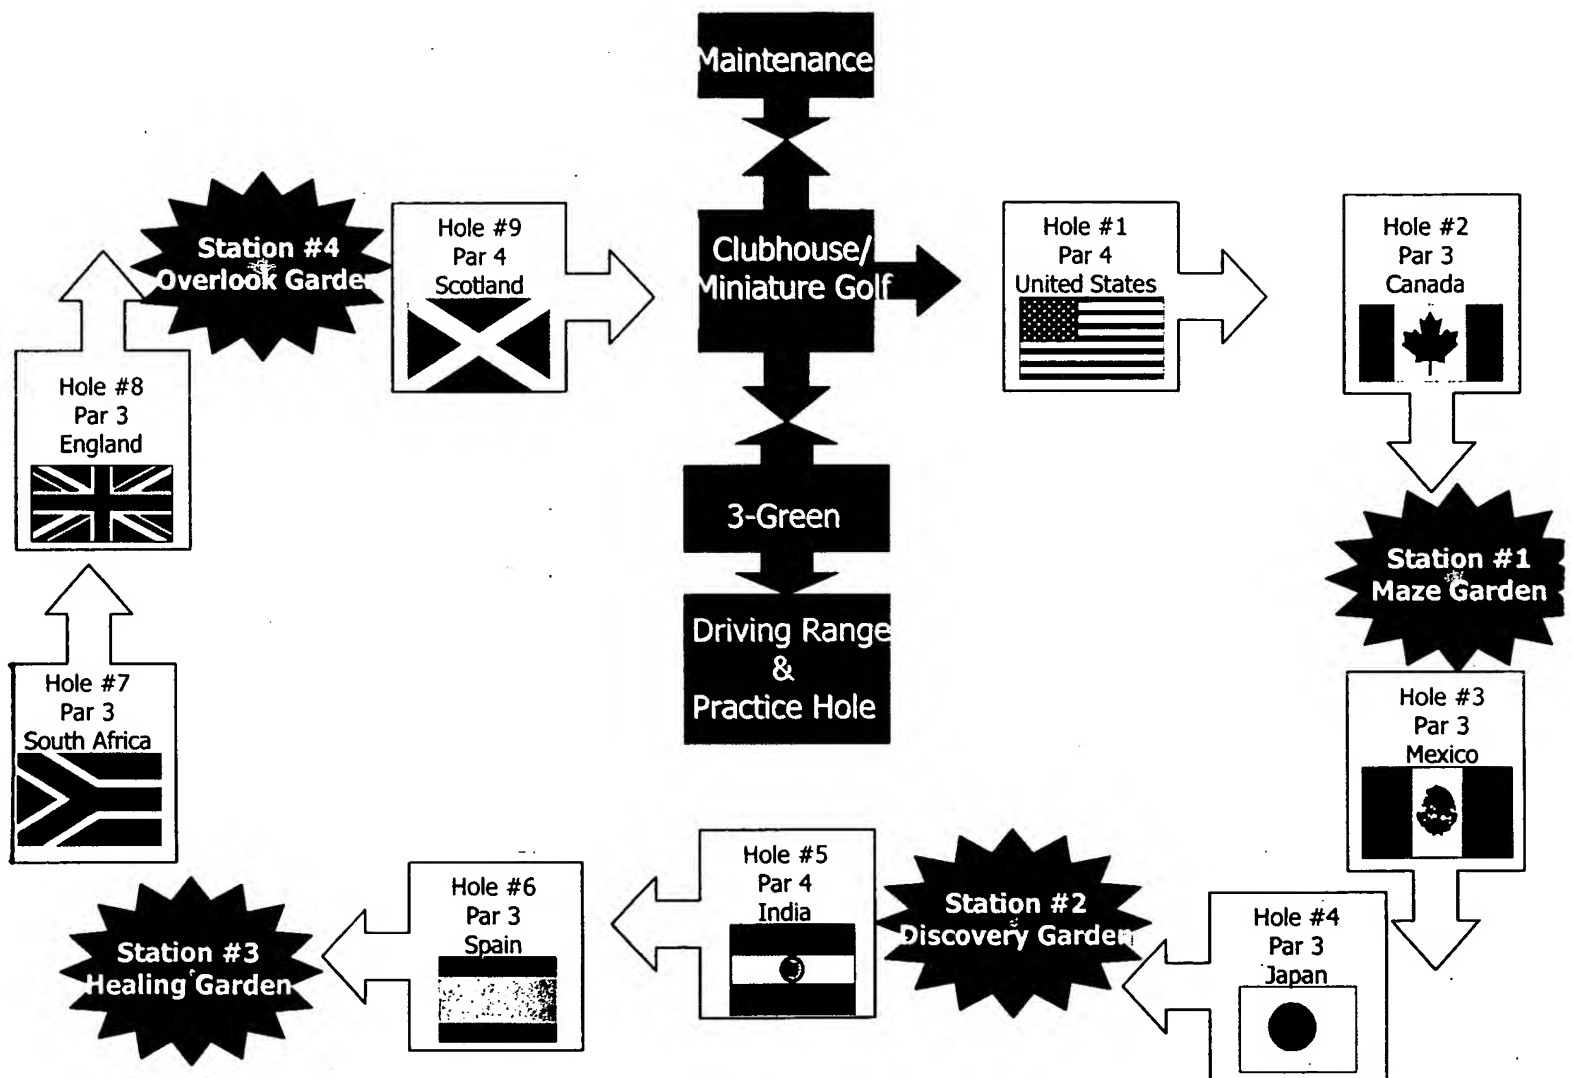 Maintenance
Station #4
Overlook Garden
Hole #9
Par 4
Scotland
Clubhouse/
Miniature Golf
Hole #1
Par 4
United States
Hole #2
Par 3
Canada
Hole #8
Par 3
England
3-Green
Station #1
Maze Garden
Driving Range
&
Practice Hole
Hole #7
Par 3
South Africa
Hole #3
Par 3
Mexico
Hole #5
Par 4
India
Hole #6
Par 3
Spain
Station #2
Discovery Garden
Hole #4
Par 3
Japan
Station #3
Healing Garden